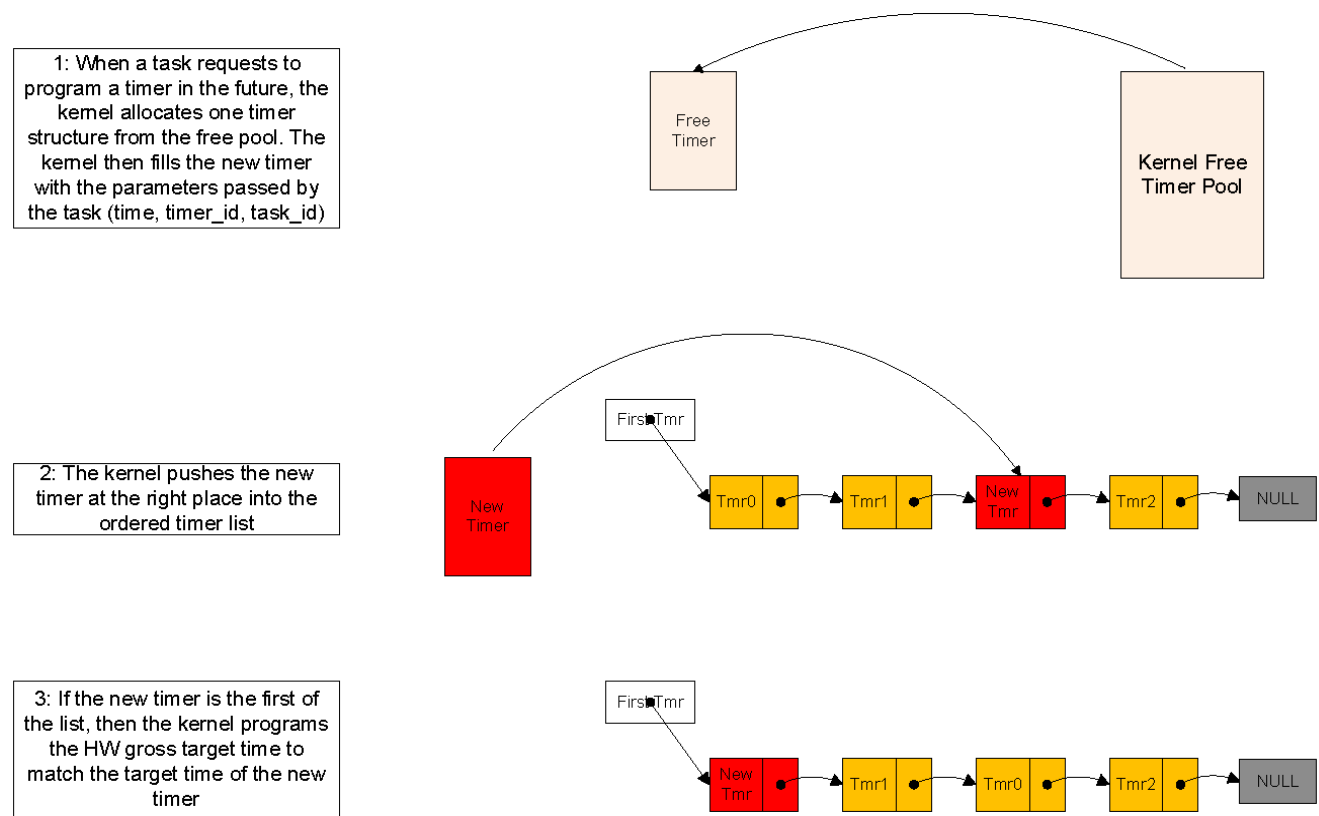 1: When a task requests to
program a timer in the future, the
kernel allocates one timer
structure from the free pool. The
kernel then fills the new timer
with the parameters passed by
the task (time, timer_id, task_id)
Free
Timer
Kernel Free
Timer Pool
2: The kernel pushes the new
timer at the right place into the
ordered timer list
New
Timer
First Tmr
Tmr0
Tmr1
New
Tmr
Tmr2
NULL
3: If the new timer is the first of
the list, then the kernel programs
the HW gross target time to
match the target time of the new
timer
First Tmr
New
Tmr
Tmr1
Tmr0
Tmr2
NULL